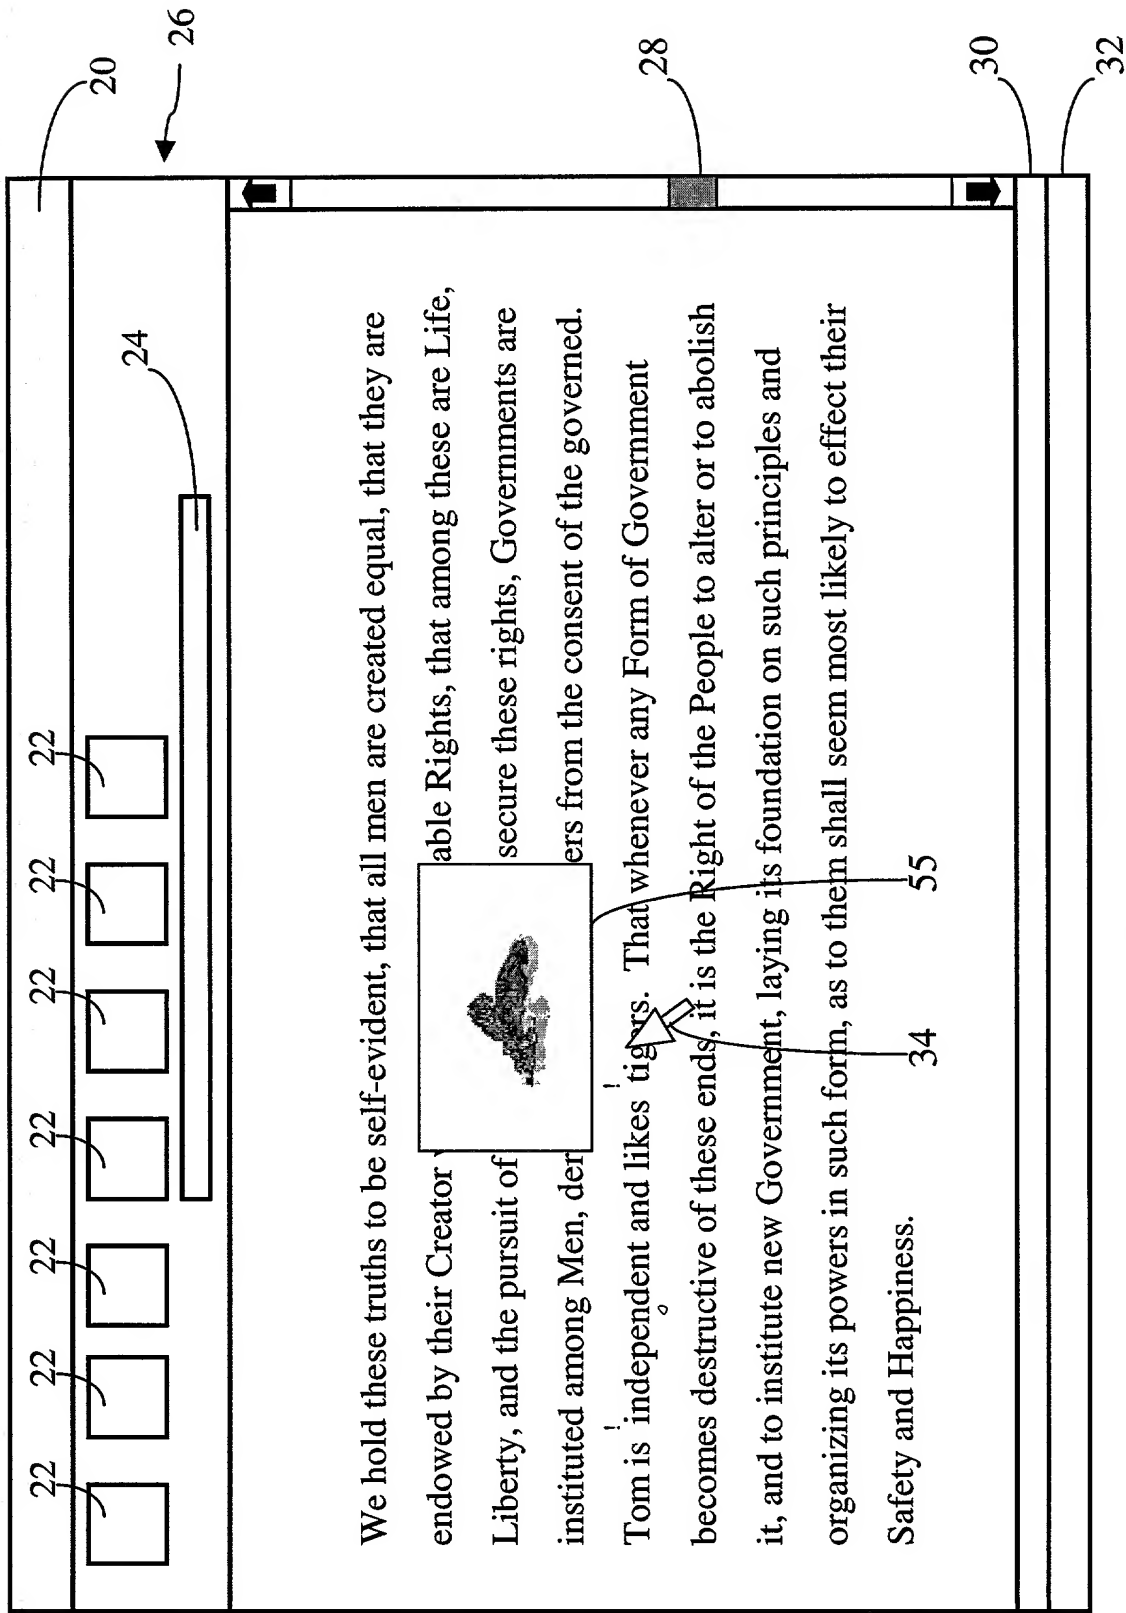 22 22 22 22 22 22 22
20
24
26
We hold these truths to be self-evident, that all men are created equal, that they are
endowed by their Creator able Rights, that among these are Life,
Liberty, and the pursuit of secure these rights, Governments are
instituted among Men, der ers from the consent of the governed.
Tom is independent and likes tigers. That whenever any Form of Government
28
becomes destructive of these ends, it is the Right of the People to alter or to abolish
it, and to institute new Government, laying its foundation on such principles and
organizing its powers in such form, as to them shall seem most likely to effect their
Safety and Happiness.
34 55
30
32